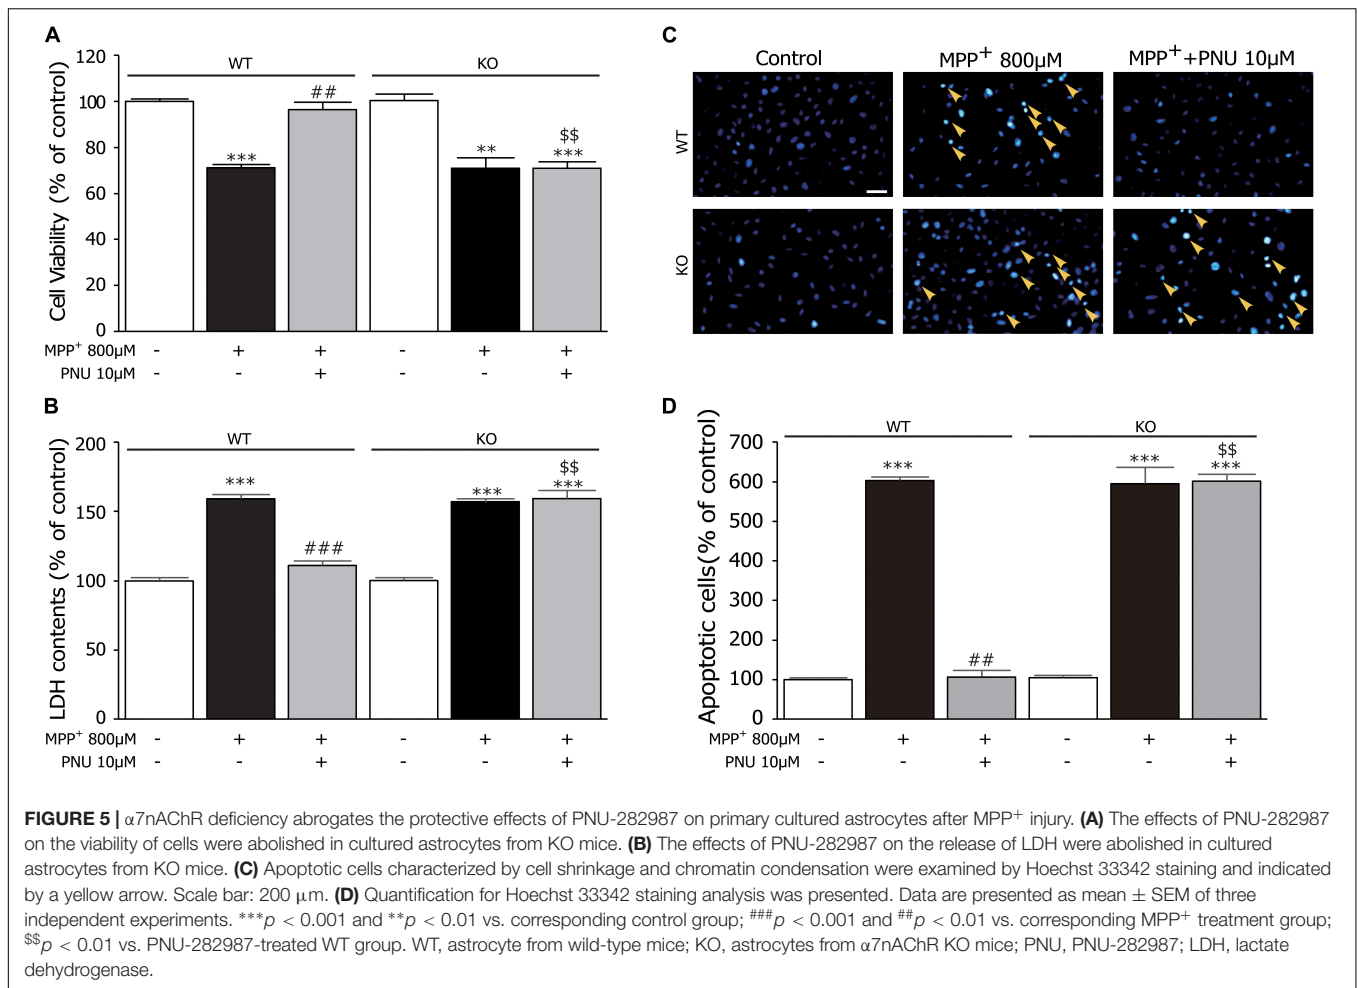 A
Cell Viability (% of control)
120
100
80
60
40
20
0
WT
KO
***
##
**
$$
***
MPP+ 800μM - + + - + +
PNU 10μM - - + - - +
B
LDH contents (% of control)
200
150
100
50
0
WT
KO
***
###
***
$$
***
MPP+ 800μM - + + - + +
PNU 10μM - - + - - +
C
Control MPP+ 800μM MPP+ +PNU 10μM
WT
KO
D
Apoptotic cells(% of control)
700
600
500
400
300
200
100
0
WT
KO
***
##
***
$$
***
MPP+ 800μM - + + - + +
PNU 10μM - - + - - +
FIGURE 5 | α7nAChR deficiency abrogates the protective effects of PNU-282987 on primary cultured astrocytes after MPP+ injury. (A) The effects of PNU-282987
on the viability of cells were abolished in cultured astrocytes from KO mice. (B) The effects of PNU-282987 on the release of LDH were abolished in cultured
astrocytes from KO mice. (C) Apoptotic cells characterized by cell shrinkage and chromatin condensation were examined by Hoechst 33342 staining and indicated
by a yellow arrow. Scale bar: 200 μm. (D) Quantification for Hoechst 33342 staining analysis was presented. Data are presented as mean ± SEM of three
independent experiments. ***p < 0.001 and **p < 0.01 vs. corresponding control group; ###p < 0.001 and ##p < 0.01 vs. corresponding MPP+ treatment group;
$$p < 0.01 vs. PNU-282987-treated WT group. WT, astrocyte from wild-type mice; KO, astrocytes from α7nAChR KO mice; PNU, PNU-282987; LDH, lactate
dehydrogenase.